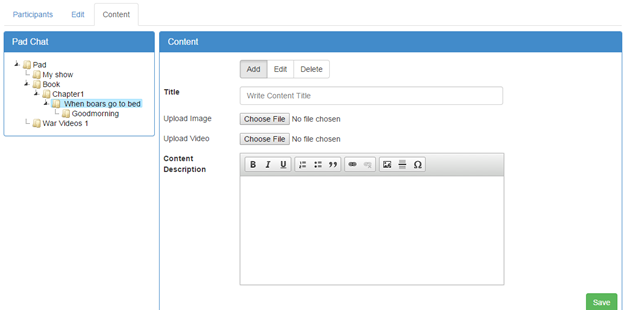 Participants Edit Content
Pad Chat
Pad
My show
Book
Chapter1
When boars go to bed
Goodmorning
War Videos 1
Content
Add Edit Delete
Title Write Content Title
Upload Image Choose File No file chosen
Upload Video Choose File No file chosen
Content
Description
B I U
Save